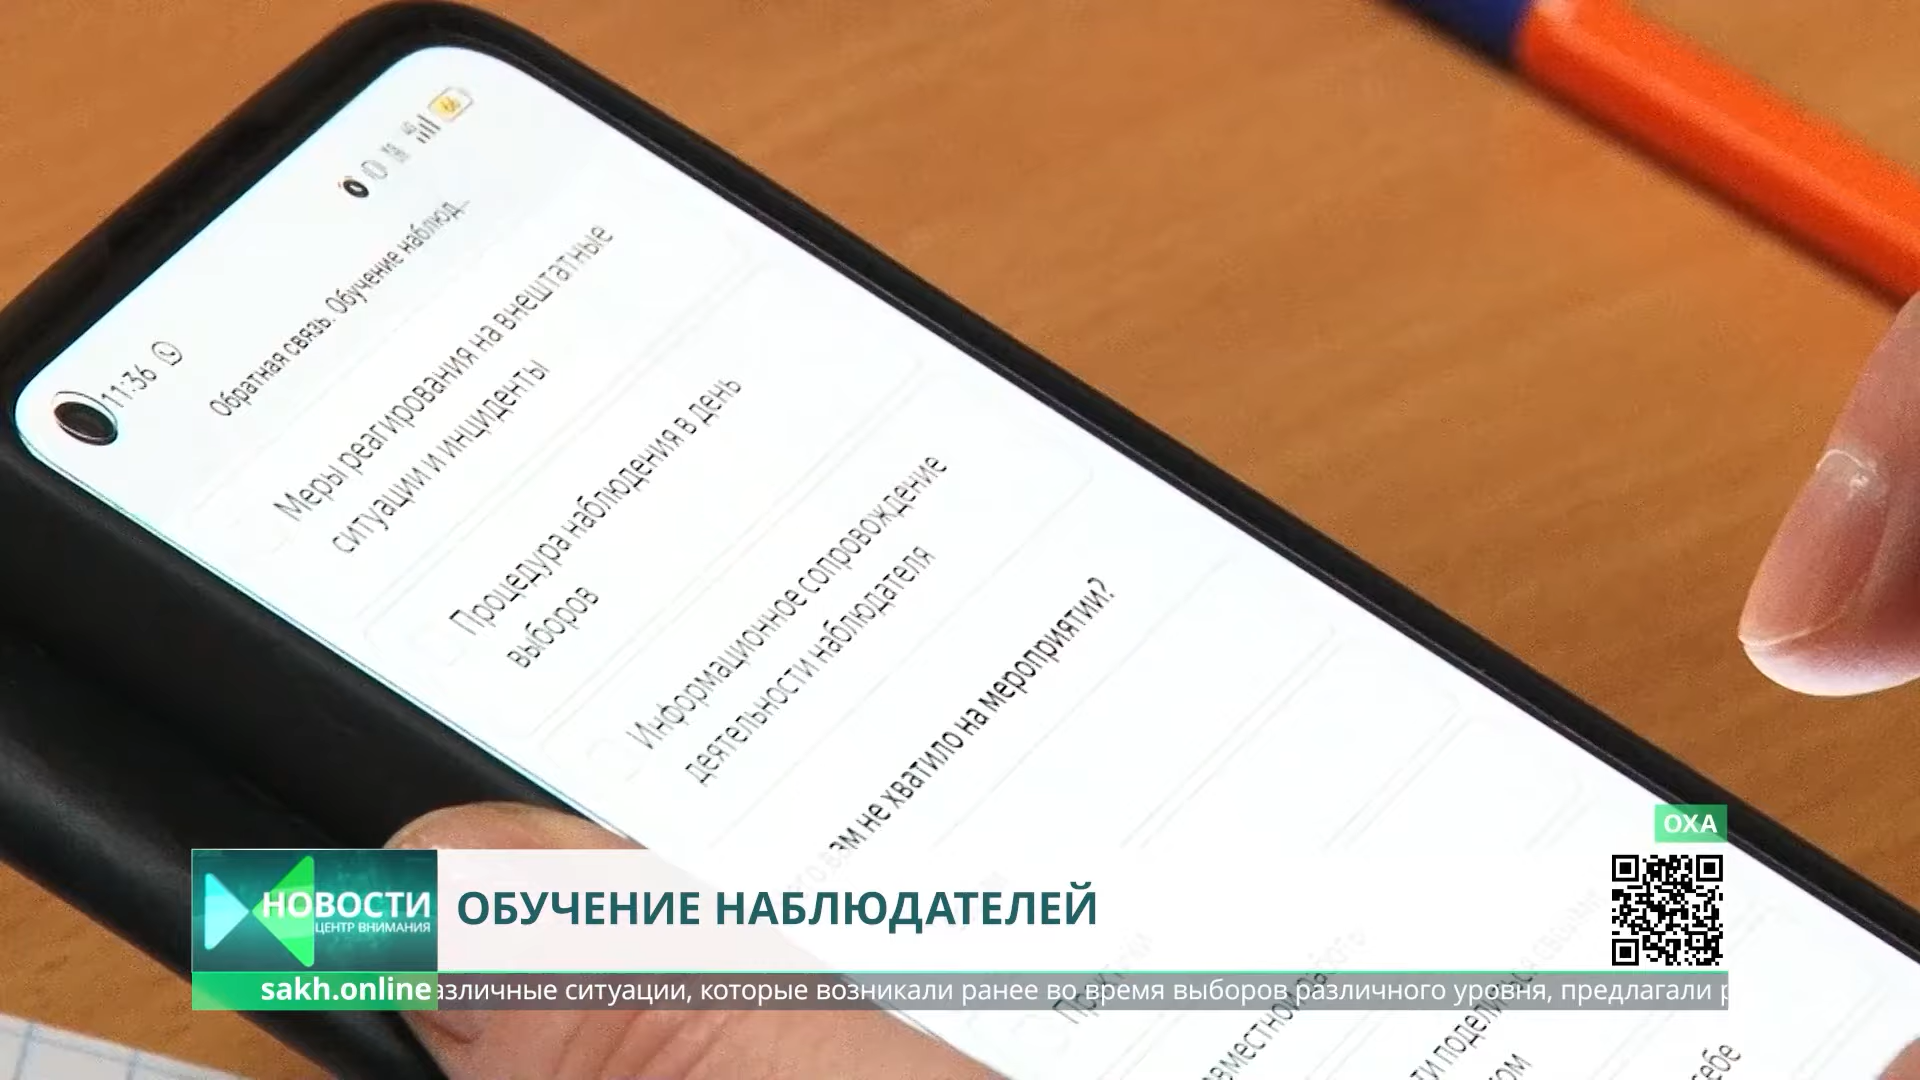 11:36
Обратная связь. Обучение наблюд...
Меры реагирования на внештатные
ситуации и инциденты
Процедура наблюдения в день
выборов
Информационное сопровождение
деятельности наблюдателя
не хватило на мероприятии?
ОХА
НОВОСТИ
ЦЕНТР ВНИМАНИЯ
ОБУЧЕНИЕ НАБЛЮДАТЕЛЕЙ
sakh.online
азличные ситуации, которые возникали ранее во время выборов различного уровня, предлагали р